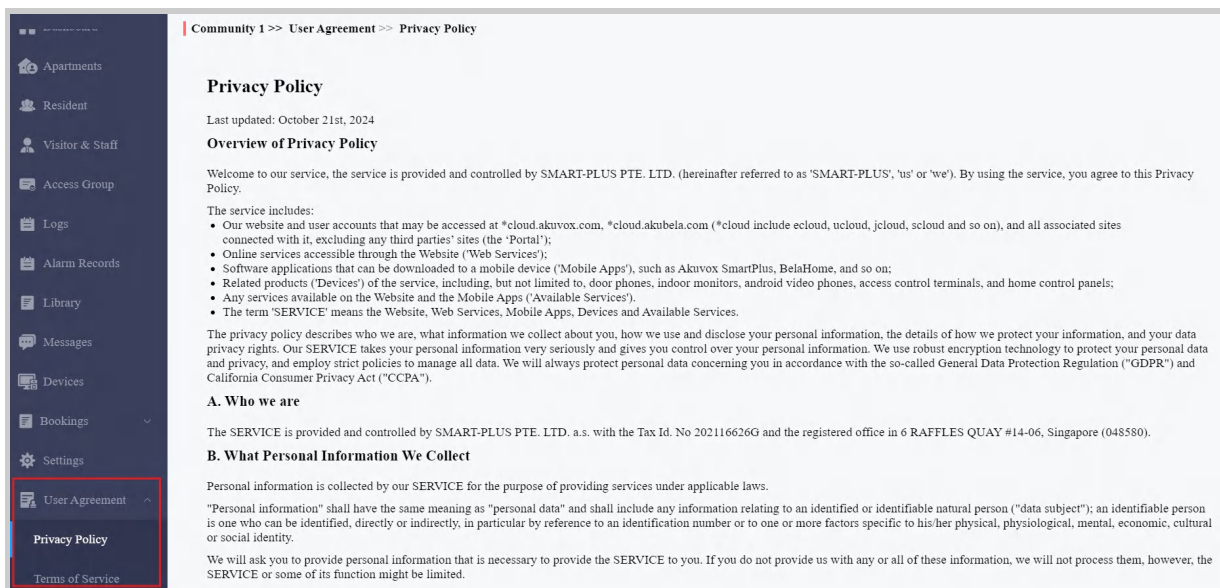 Community 1 >> User Agreement >> Privacy Policy
Apartments
Resident
Visitor & Staff
Access Group
Logs
Alarm Records
Library
Messages
Devices
Bookings
Settings
User Agreement
Privacy Policy
Terms of Service
Privacy Policy
Last updated: October 21st, 2024
Overview of Privacy Policy
Welcome to our service, the service is provided and controlled by SMART-PLUS PTE. LTD. (hereinafter referred to as 'SMART-PLUS', 'us' or 'we'). By using the service, you agree to this Privacy
Policy.
The service includes:
• Our website and user accounts that may be accessed at *cloud.akuvox.com, *cloud.akubela.com (*cloud include ecloud, ucloud, jcloud, scloud and so on), and all associated sites
connected with it, excluding any third parties’ sites (the ‘Portal’);
• Online services accessible through the Website ('Web Services');
• Software applications that can be downloaded to a mobile device ('Mobile Apps'), such as Akuvox SmartPlus, BelaHome, and so on;
• Related products ('Devices') of the service, including, but not limited to, door phones, indoor monitors, android video phones, access control terminals, and home control panels;
• Any services available on the Website and the Mobile Apps ('Available Services').
• The term 'SERVICE' means the Website, Web Services, Mobile Apps, Devices and Available Services.
The privacy policy describes who we are, what information we collect about you, how we use and disclose your personal information, the details of how we protect your information, and your data
privacy rights. Our SERVICE takes your personal information very seriously and gives you control over your personal information. We use robust encryption technology to protect your personal data
and privacy, and employ strict policies to manage all data. We will always protect personal data concerning you in accordance with the so-called General Data Protection Regulation ("GDPR") and
California Consumer Privacy Act ("CCPA").
A. Who we are
The SERVICE is provided and controlled by SMART-PLUS PTE. LTD. a.s. with the Tax Id. No 202116626G and the registered office in 6 RAFFLES QUAY #14-06, Singapore (048580).
B. What Personal Information We Collect
Personal information is collected by our SERVICE for the purpose of providing services under applicable laws.
"Personal information" shall have the same meaning as "personal data" and shall include any information relating to an identified or identifiable natural person ("data subject"); an identifiable person
is one who can be identified, directly or indirectly, in particular by reference to an identification number or to one or more factors specific to his/her physical, physiological, mental, economic, cultural
or social identity.
We will ask you to provide personal information that is necessary to provide the SERVICE to you. If you do not provide us with any or all of these information, we will not process them, however, the
SERVICE or some of its function might be limited.